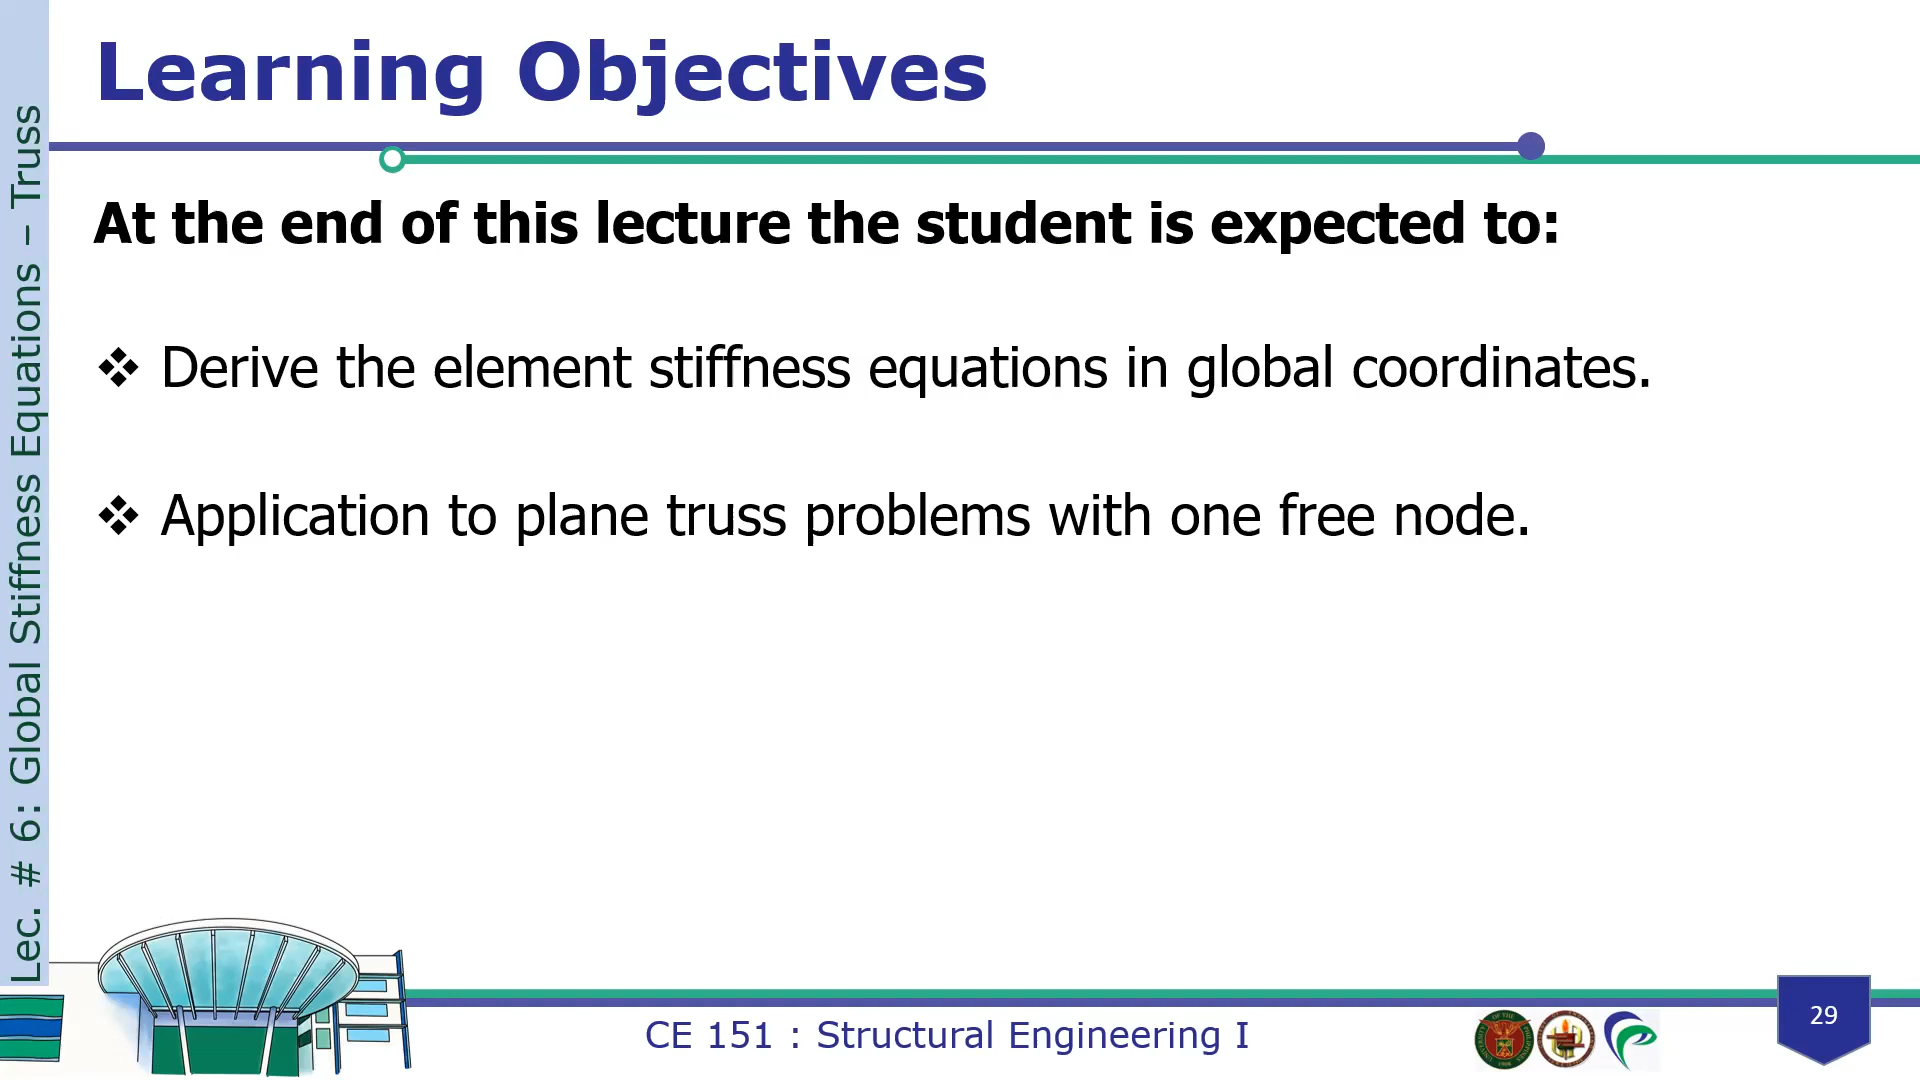 Learning Objectives
Lec. # 6: Global Stiffness Equations – Truss
At the end of this lecture the student is expected to:
❖ Derive the element stiffness equations in global coordinates.
❖ Application to plane truss problems with one free node.
CE 151 : Structural Engineering I
29